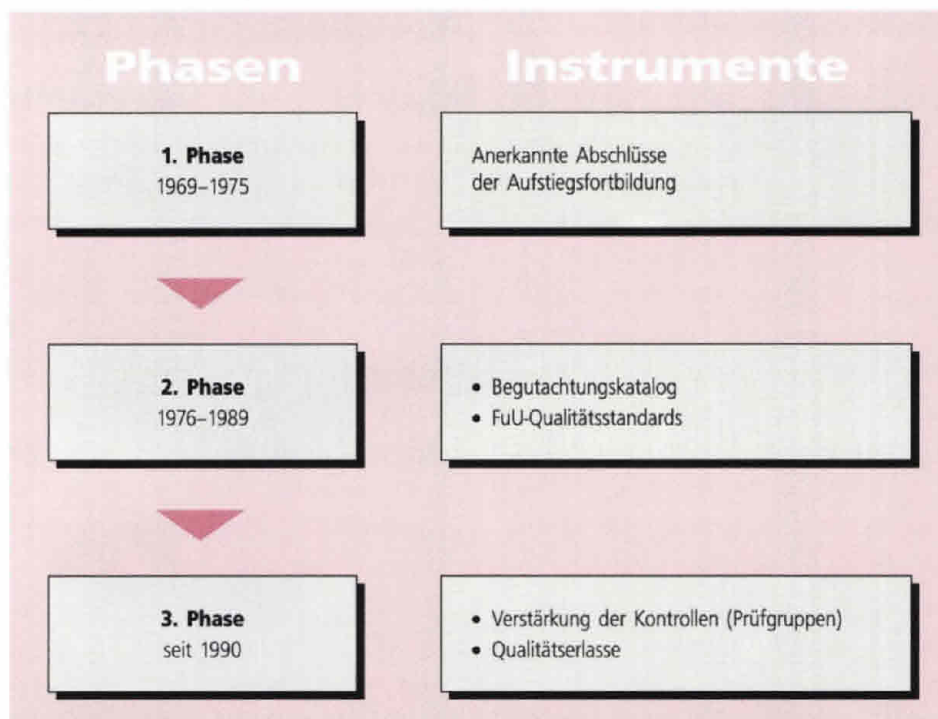 Phasen
Instrumente
1. Phase
1969–1975
Anerkannte Abschlüsse
der Aufstiegsfortbildung
2. Phase
1976–1989
• Begutachtungskatalog
• FuU-Qualitätsstandards
3. Phase
seit 1990
• Verstärkung der Kontrollen (Prüfgruppen)
• Qualitätserlasse